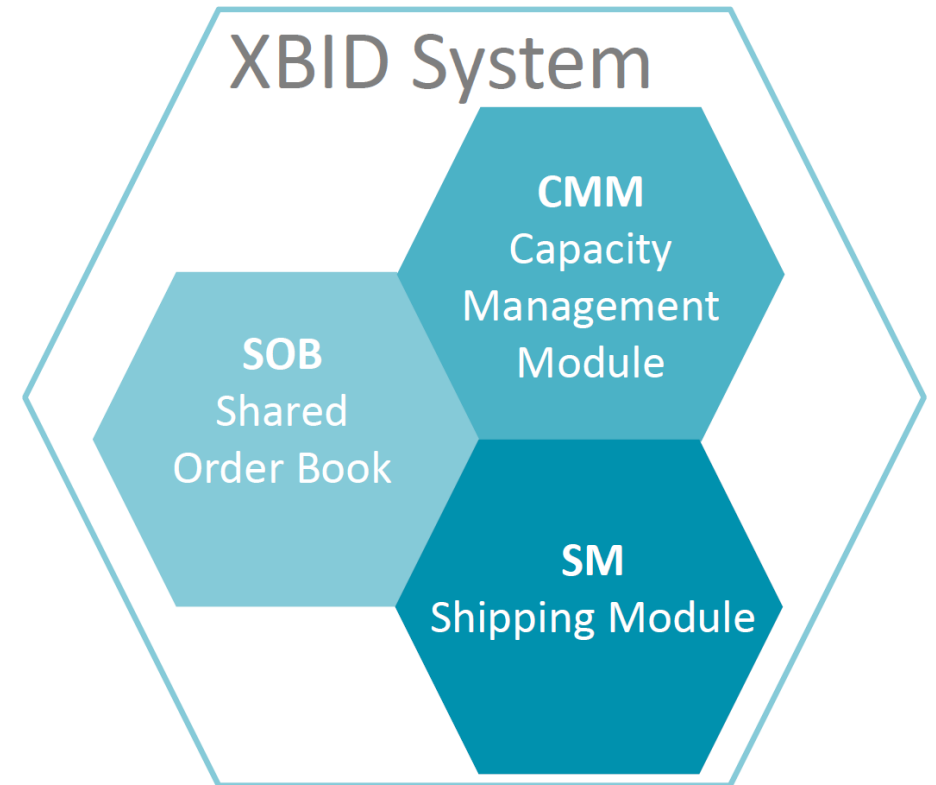 XBID System
CMM
Capacity
Management
Module
SOB
Shared
Order Book
SM
Shipping Module